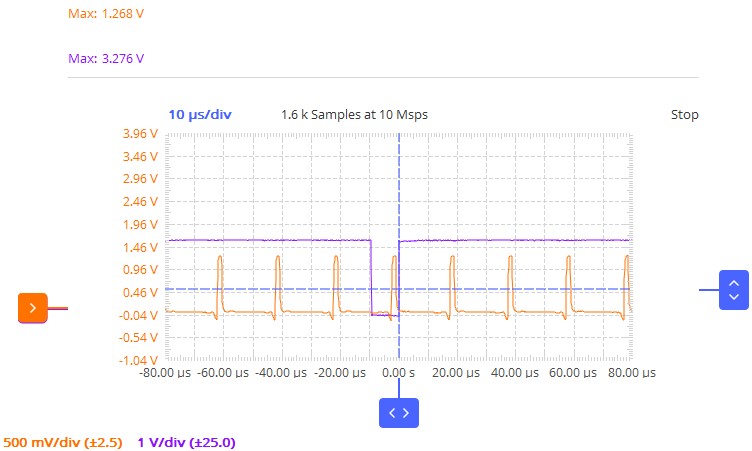 Max: 1.268 V
Max: 3.276 V
10 µs/div 1.6 k Samples at 10 Msps Stop
3.96 V
3.46 V
2.96 V
2.46 V
1.96 V
1.46 V
0.96 V
0.46 V
-0.04 V
-0.54 V
-1.04 V
-80.00 µs -60.00 µs -40.00 µs -20.00 µs 0.00 s 20.00 µs 40.00 µs 60.00 µs 80.00 µs
500 mV/div (±2.5) 1 V/div (±25.0)